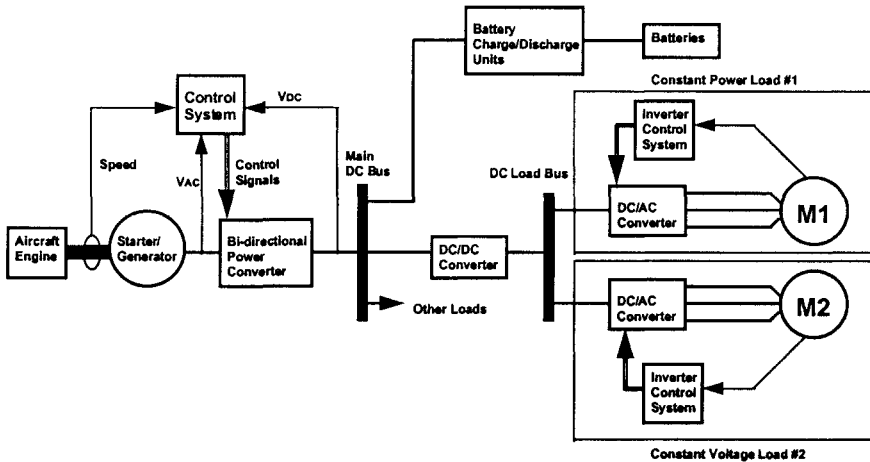 Battery
Charge/Discharge
Units
Batteries
Constant Power Load #1
Control
System
VDC
Inverter
Control
System
Speed
VAC
Control
Signals
Main
DC Bus
DC Load Bus
DC/AC
Converter
M1
Aircraft
Engine
Starter/
Generator
Bi-directional
Power
Converter
DC/DC
Converter
Other Loads
DC/AC
Converter
M2
Inverter
Control
System
Constant Voltage Load #2